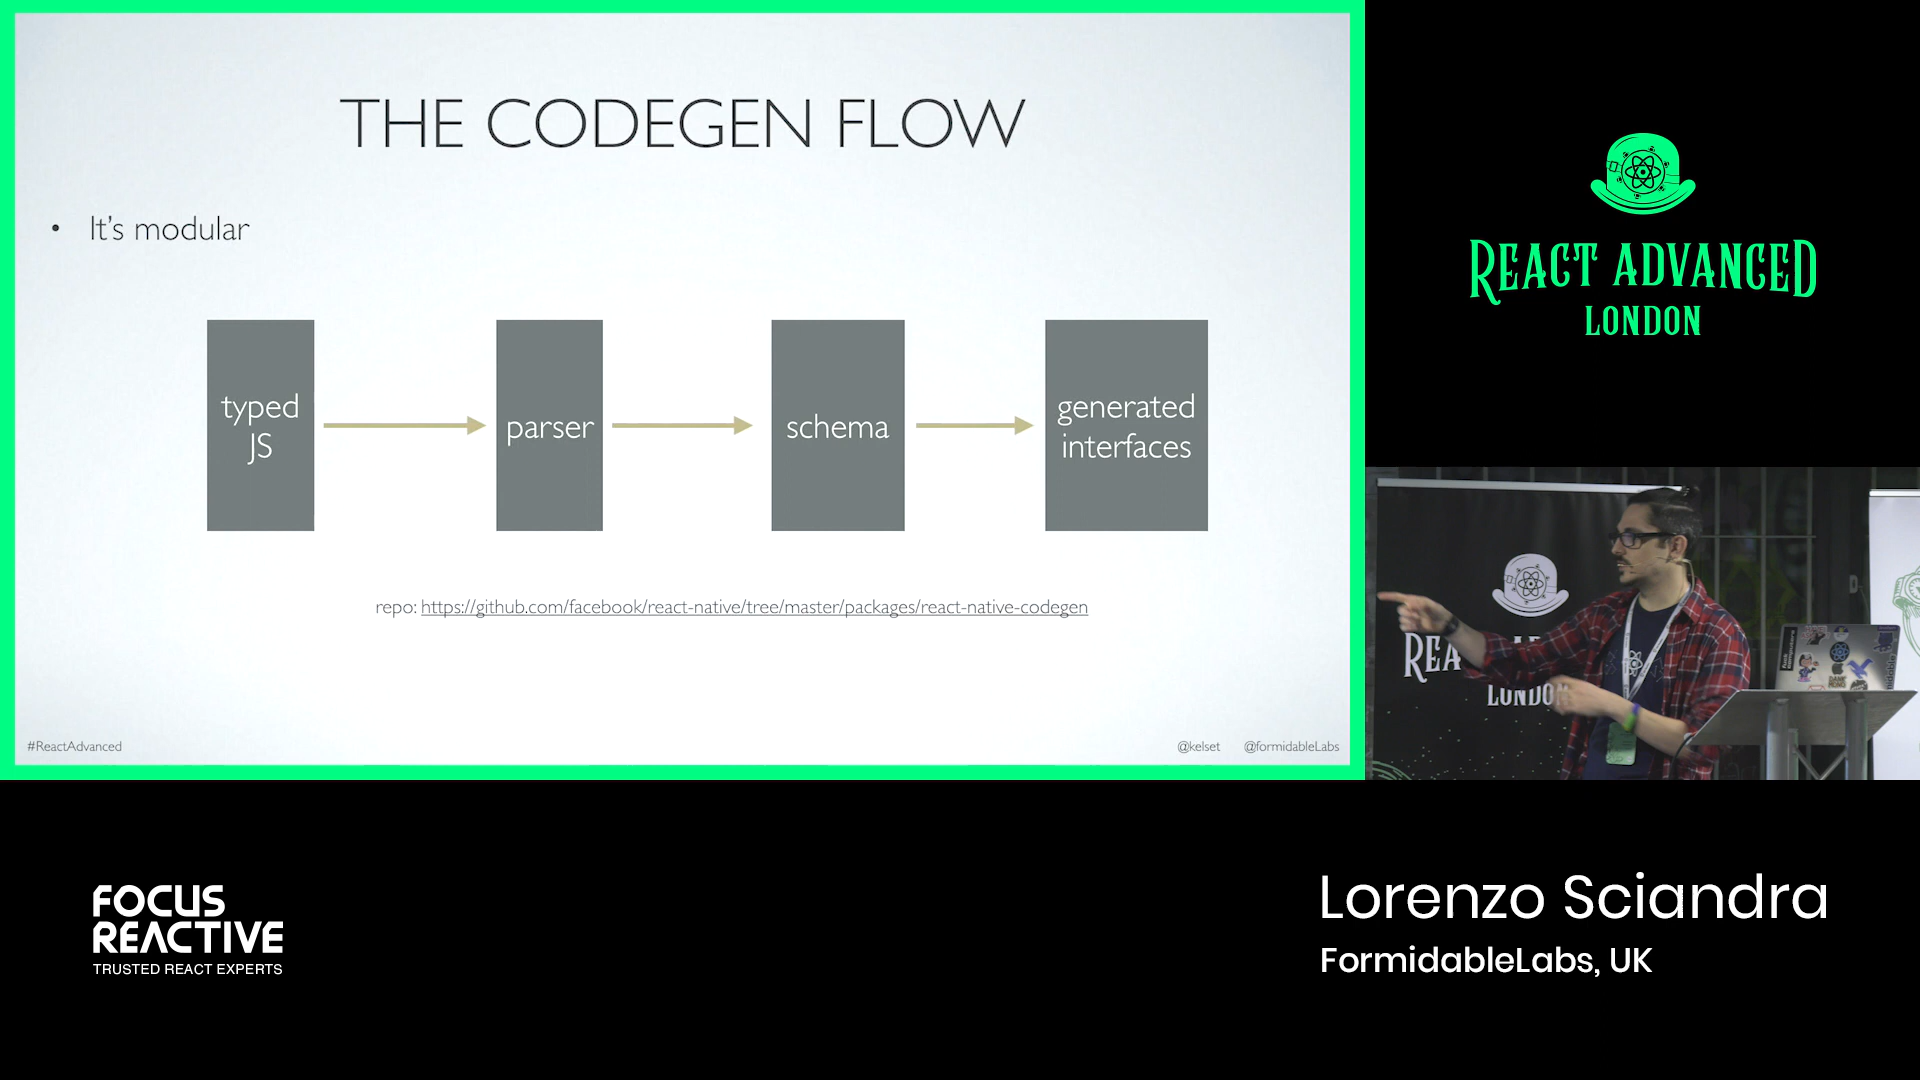 THE CODEGEN FLOW
• It's modular
typed
JS
parser
schema
generated
interfaces
repo: https://github.com/facebook/react-native/tree/master/packages/react-native-codegen
#ReactAdvanced
@kelset @formidableLabs
REACT ADVANCED
LONDON
REA
LONDON
FOCUS
REACTIVE
TRUSTED REACT EXPERTS
Lorenzo Sciandra
FormidableLabs, UK